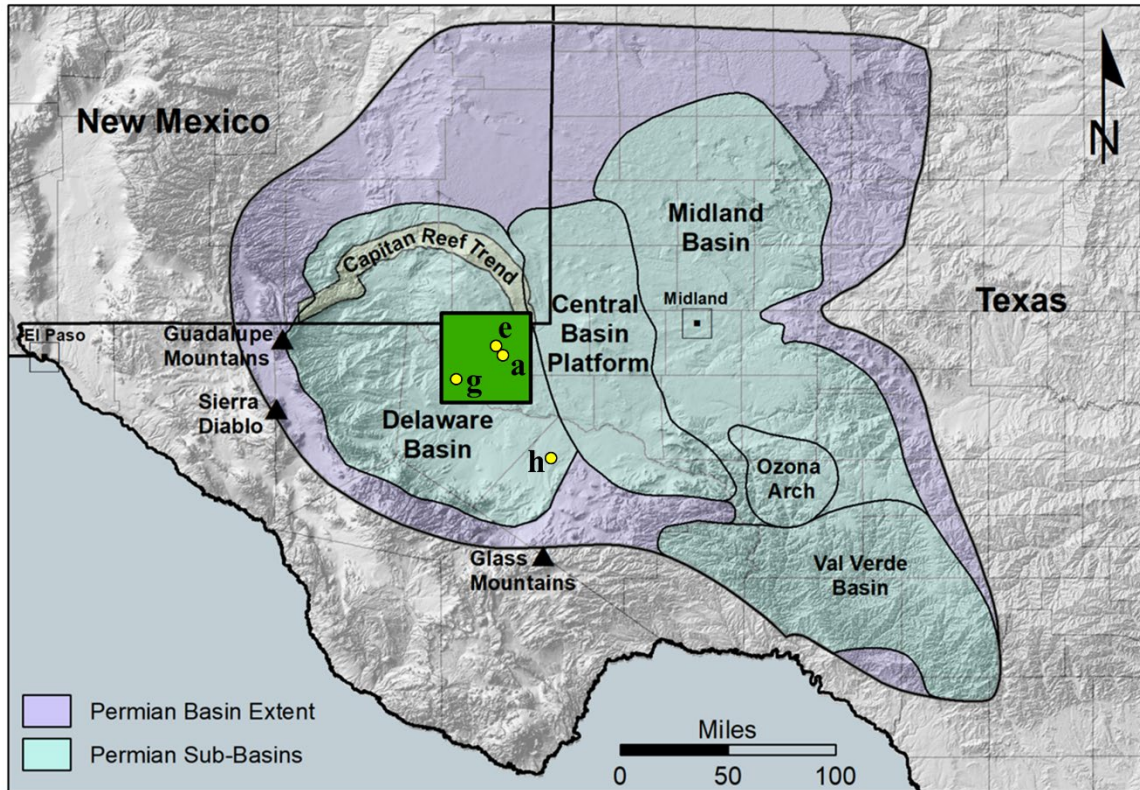 New Mexico
N
Midland
Basin
Capitan Reef Trend
Texas
Central
Basin
Platform
Midland
El Paso
Guadalupe
Mountains
e
a
g
Sierra
Diablo
Delaware
Basin
h
Ozona
Arch
Glass
Mountains
Val Verde
Basin
Permian Basin Extent
Permian Sub-Basins
Miles
0 50 100